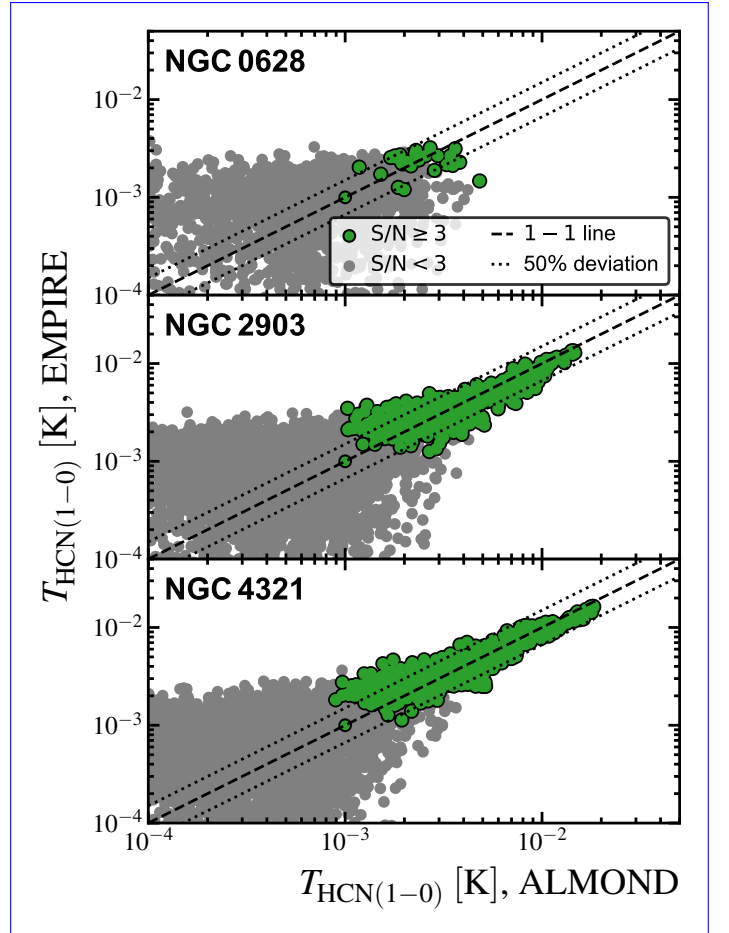 NGC 0628
10⁻²
10⁻³
10⁻⁴
S/N ≥ 3
S/N < 3
1 − 1 line
50% deviation
NGC 2903
10⁻²
10⁻³
10⁻⁴
NGC 4321
10⁻²
10⁻³
10⁻⁴
10⁻⁴ 10⁻³ 10⁻²
T_HCN(1−0) [K], EMPIRE
T_HCN(1−0) [K], ALMOND